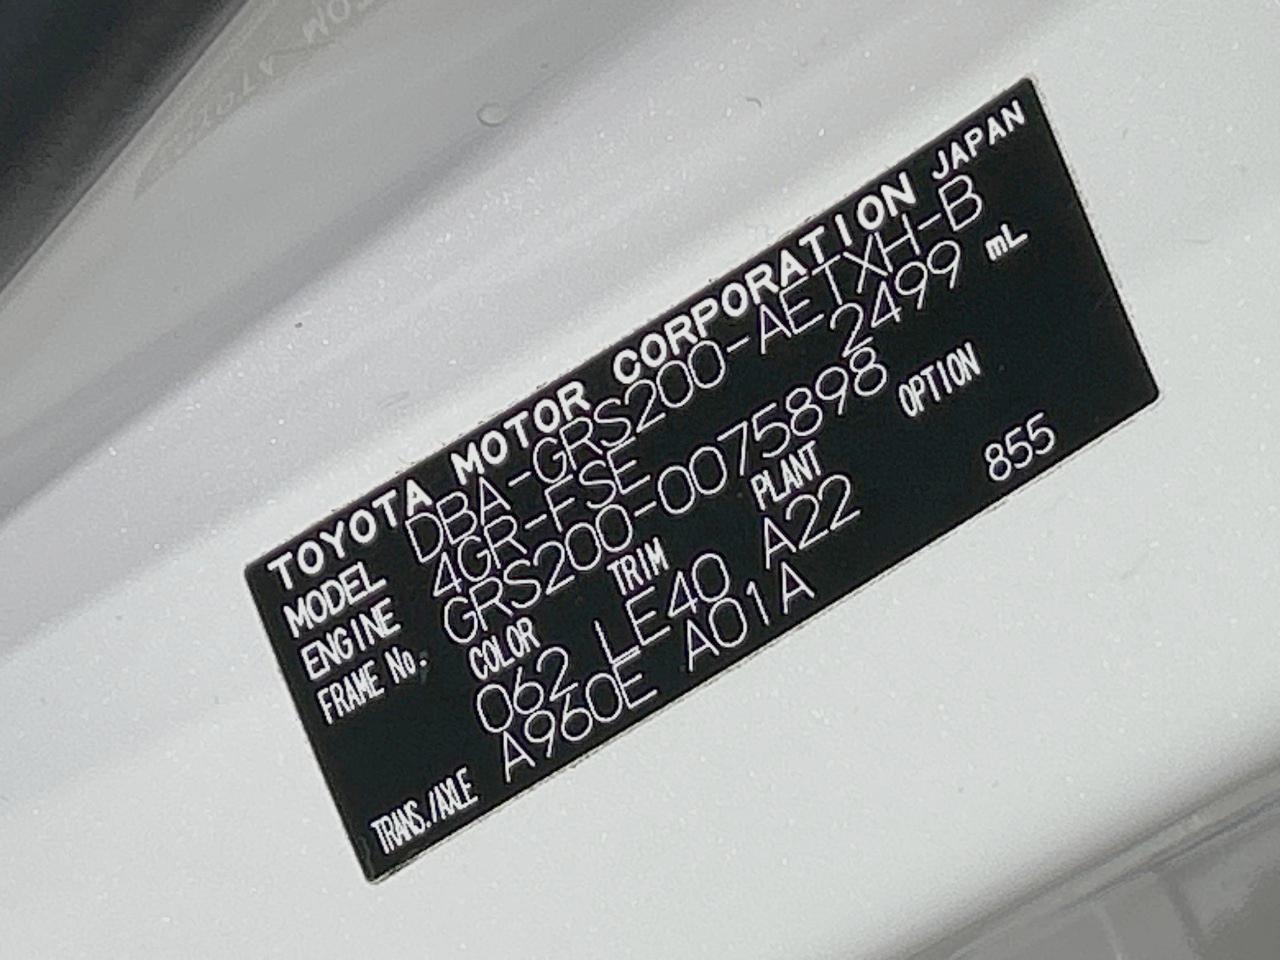 TOYOTA MOTOR CORPORATION JAPAN
MODEL DBA-GRS200-AETXH-B
ENGINE 4GR-FSE 2499 mL
FRAME No. GRS200-0075898
COLOR TRIM PLANT OPTION
062 LE40 A22 855
TRANS./AXLE A960E A01A